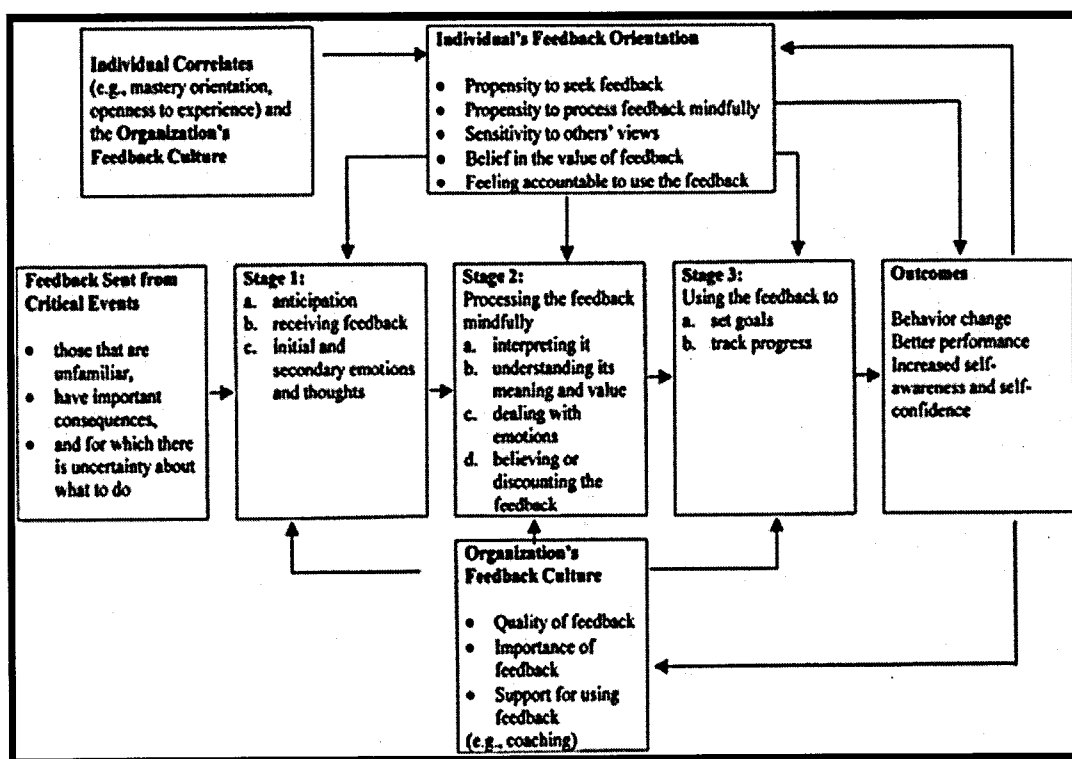 Individual Correlates
(e.g., mastery orientation,
openness to experience) and
the Organization's
Feedback Culture
Individual's Feedback Orientation
• Propensity to seek feedback
• Propensity to process feedback mindfully
• Sensitivity to others' views
• Belief in the value of feedback
• Feeling accountable to use the feedback
Feedback Sent from
Critical Events
• those that are
unfamiliar,
• have important
consequences,
• and for which there
is uncertainty about
what to do
Stage 1:
a. anticipation
b. receiving feedback
c. initial and
secondary emotions
and thoughts
Stage 2:
Processing the feedback
mindfully
a. interpreting it
b. understanding its
meaning and value
c. dealing with
emotions
d. believing or
discounting the
feedback
Stage 3:
Using the feedback to
a. set goals
b. track progress
Outcomes
Behavior change
Better performance
Increased self-
awareness and self-
confidence
Organization's
Feedback Culture
• Quality of feedback
• Importance of
feedback
• Support for using
feedback
(e.g., coaching)